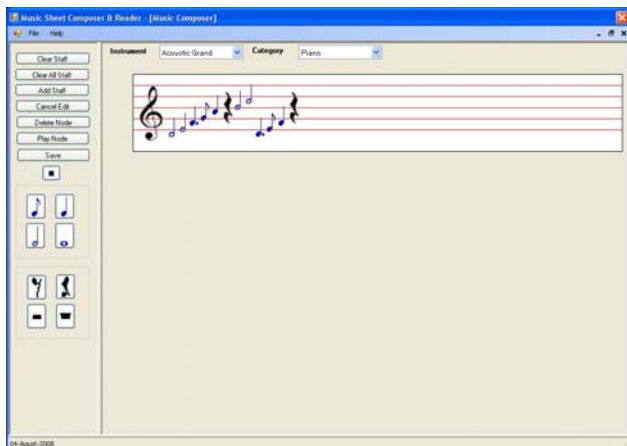 Music Sheet Composer & Reader - [Music Composer]
File Help
Instrument Acoustic Grand Category Piano
Clear Staff
Clear All Staff
Add Staff
Cancel Edit
Delete Node
Play Node
Save
04-August-2008